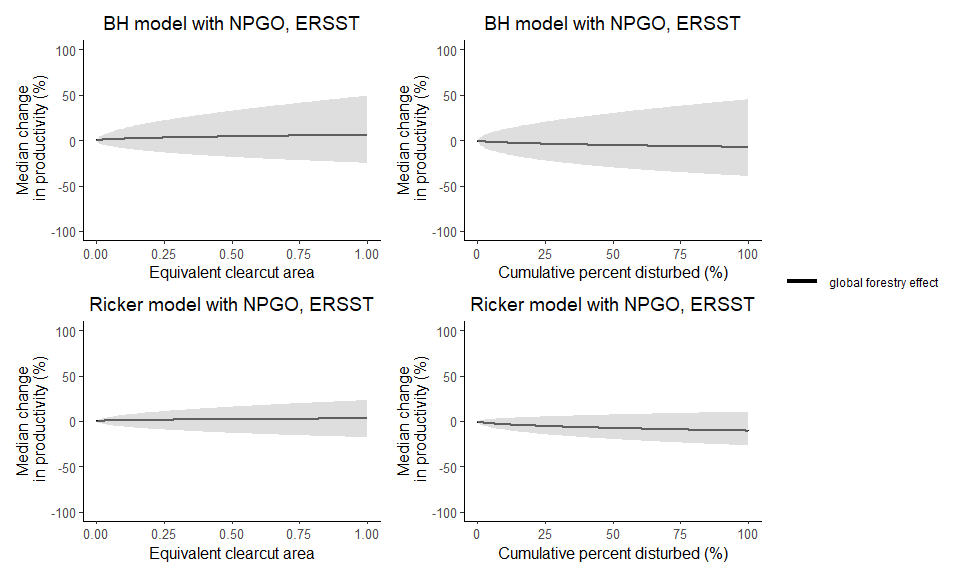 BH model with NPGO, ERSST
Median change
in productivity (%)
100
50
0
-50
-100
0.00
0.25
0.50
0.75
1.00
Equivalent clearcut area
BH model with NPGO, ERSST
Median change
in productivity (%)
100
50
0
-50
-100
0
25
50
75
100
Cumulative percent disturbed (%)
global forestry effect
Ricker model with NPGO, ERSST
Median change
in productivity (%)
100
50
0
-50
-100
0.00
0.25
0.50
0.75
1.00
Equivalent clearcut area
Ricker model with NPGO, ERSST
Median change
in productivity (%)
100
50
0
-50
-100
0
25
50
75
100
Cumulative percent disturbed (%)